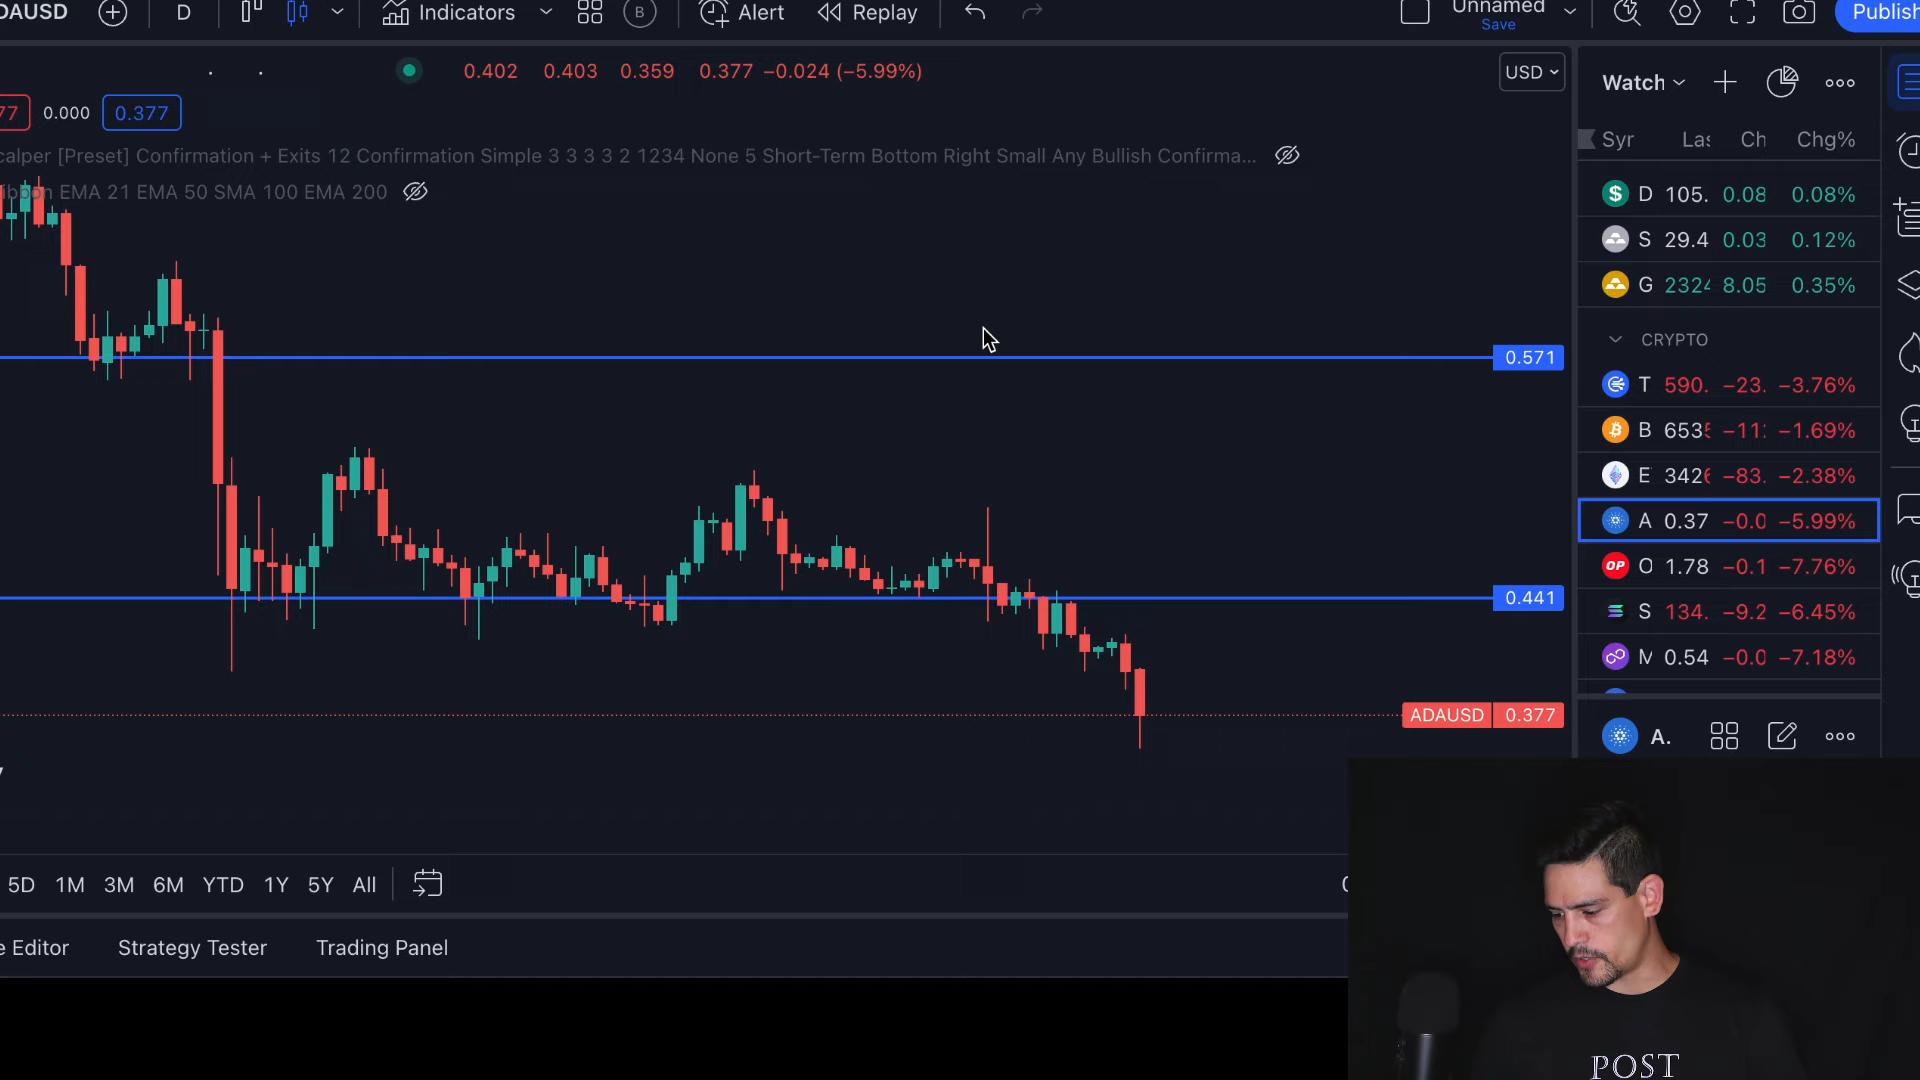 DAUSD D Indicators B Alert Replay Unnamed Save Publish
0.402 0.403 0.359 0.377 −0.024 (−5.99%) USD
77 0.000 0.377
calper [Preset] Confirmation + Exits 12 Confirmation Simple 3 3 3 3 2 1234 None 5 Short-Term Bottom Right Small Any Bullish Confirma...
ibbon EMA 21 EMA 50 SMA 100 EMA 200
0.571
0.441
ADAUSD 0.377
5D 1M 3M 6M YTD 1Y 5Y All
e Editor Strategy Tester Trading Panel
Watch
Syr Las Ch Chg%
$ D 105. 0.08 0.08%
S 29.4 0.03 0.12%
G 2324 8.05 0.35%
CRYPTO
T 590. −23. −3.76%
B 6535 −11: −1.69%
E 3426 −83. −2.38%
A 0.37 −0.0 −5.99%
OP O 1.78 −0.1 −7.76%
S 134. −9.2 −6.45%
M 0.54 −0.0 −7.18%
A.
POST